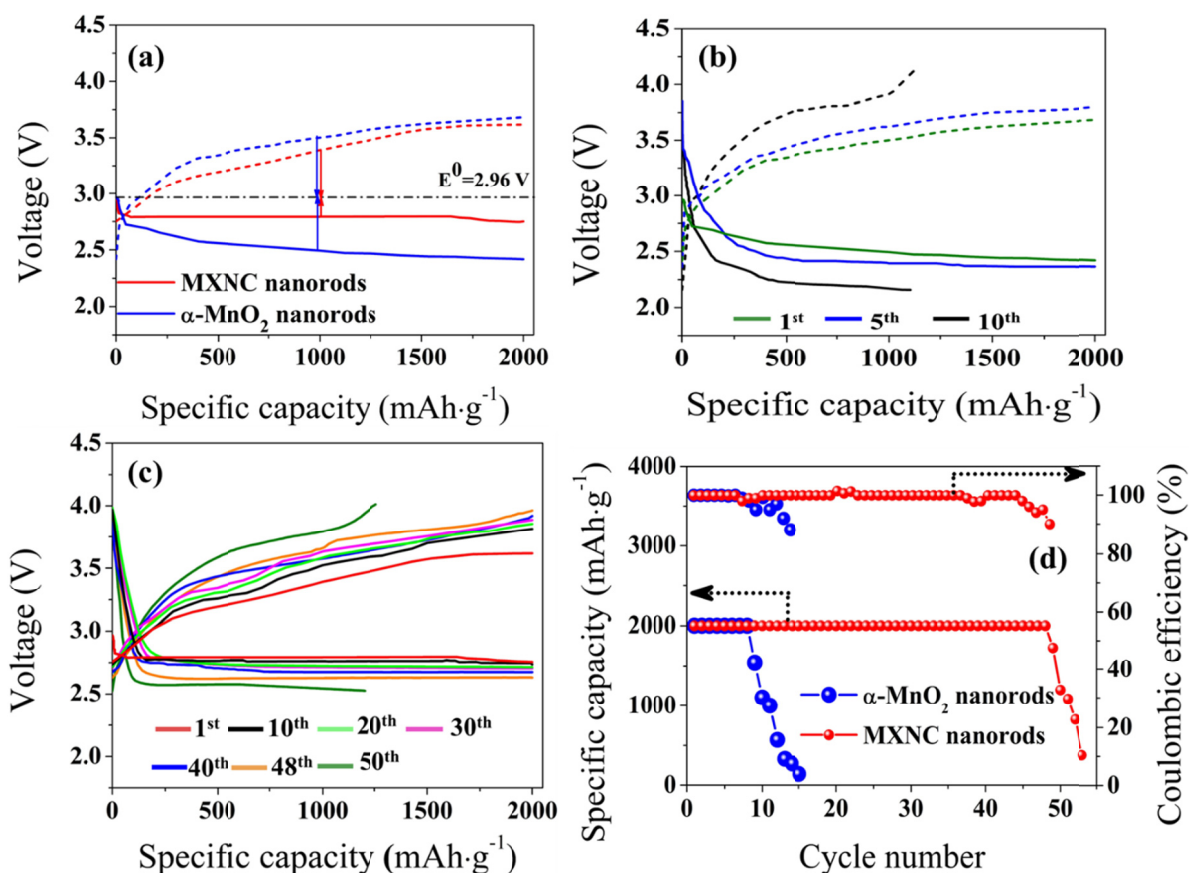 (a)
4.5
4.0
3.5
3.0
2.5
2.0
Voltage (V)
E⁰=2.96 V
MXNC nanorods
α-MnO₂ nanorods
0 500 1000 1500 2000
Specific capacity (mAh·g⁻¹)
(b)
4.5
4.0
3.5
3.0
2.5
2.0
Voltage (V)
1ˢᵗ 5ᵗʰ 10ᵗʰ
0 500 1000 1500 2000
Specific capacity (mAh·g⁻¹)
(c)
4.5
4.0
3.5
3.0
2.5
2.0
Voltage (V)
1ˢᵗ 10ᵗʰ 20ᵗʰ 30ᵗʰ
40ᵗʰ 48ᵗʰ 50ᵗʰ
0 500 1000 1500 2000
Specific capacity (mAh·g⁻¹)
4000
3000
2000
1000
0
Specific capacity (mAh·g⁻¹)
(d)
α-MnO₂ nanorods
MXNC nanorods
100
80
60
40
20
0
Coulombic efficiency (%)
0 10 20 30 40 50
Cycle number